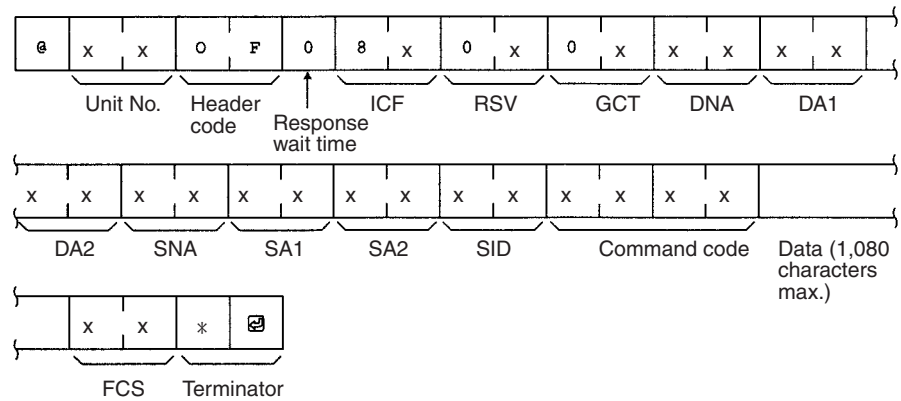 @ x x O F 0 8 x 0 x 0 x x x x x
Unit No. Header code Response wait time ICF RSV GCT DNA DA1
x x x x x x x x x x x x x x
DA2 SNA SA1 SA2 SID Command code Data (1,080 characters max.)
x x * ↵
FCS Terminator